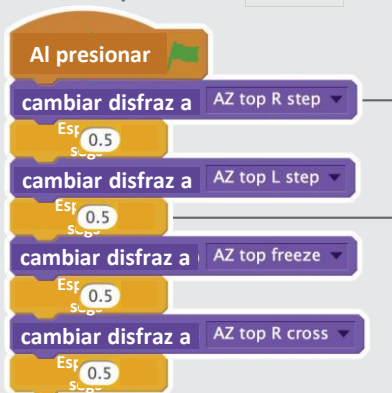 Al presionar
cambiar disfraz a AZ top R step
0.5
cambiar disfraz a AZ top L step
0.5
cambiar disfraz a AZ top freeze
0.5
cambiar disfraz a AZ top R cross
0.5